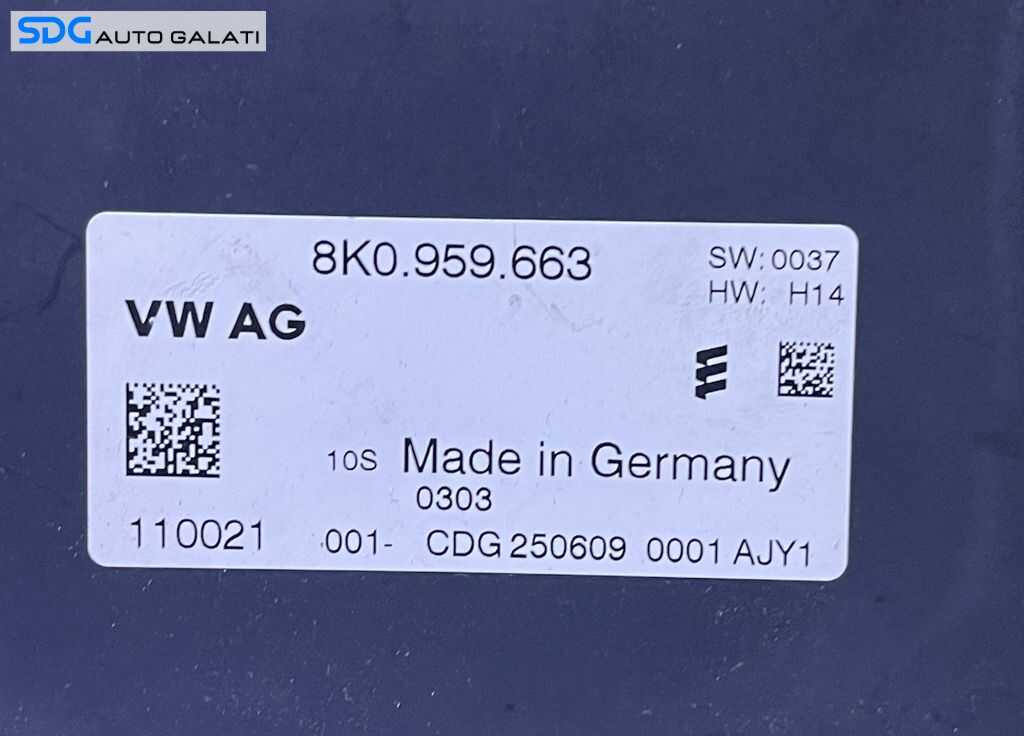 SDG AUTO GALATI
8K0.959.663
SW: 0037
HW: H14
VW AG
10S Made in Germany
0303
110021 001- CDG 250609 0001 AJY1